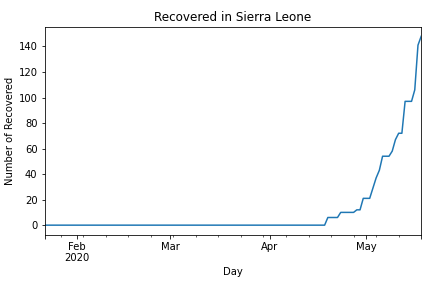 Recovered in Sierra Leone
Number of Recovered
140
120
100
80
60
40
20
0
Feb
2020
Mar
Apr
May
Day